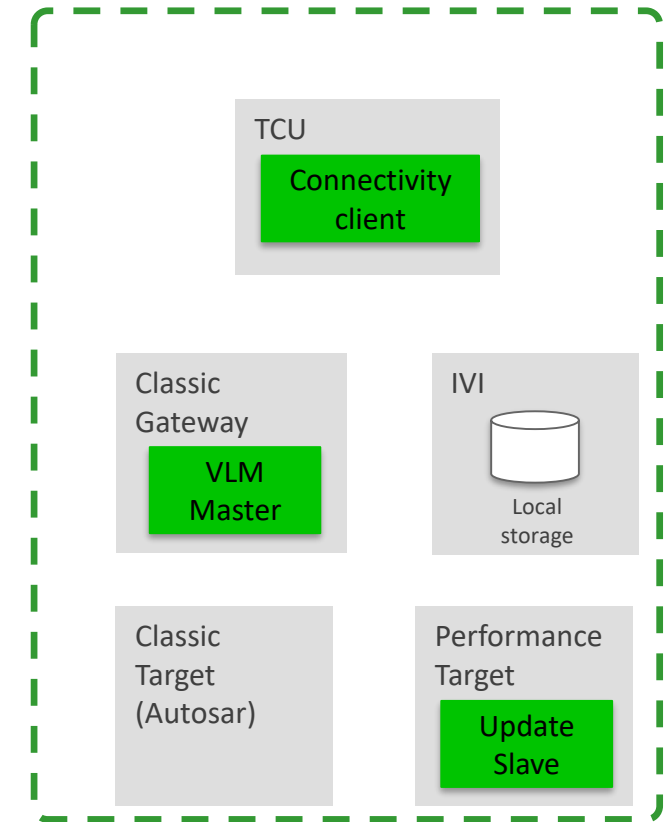 TCU
Connectivity
client
Classic
Gateway
VLM
Master
IVI
Local
storage
Classic
Target
(Autosar)
Performance
Target
Update
Slave